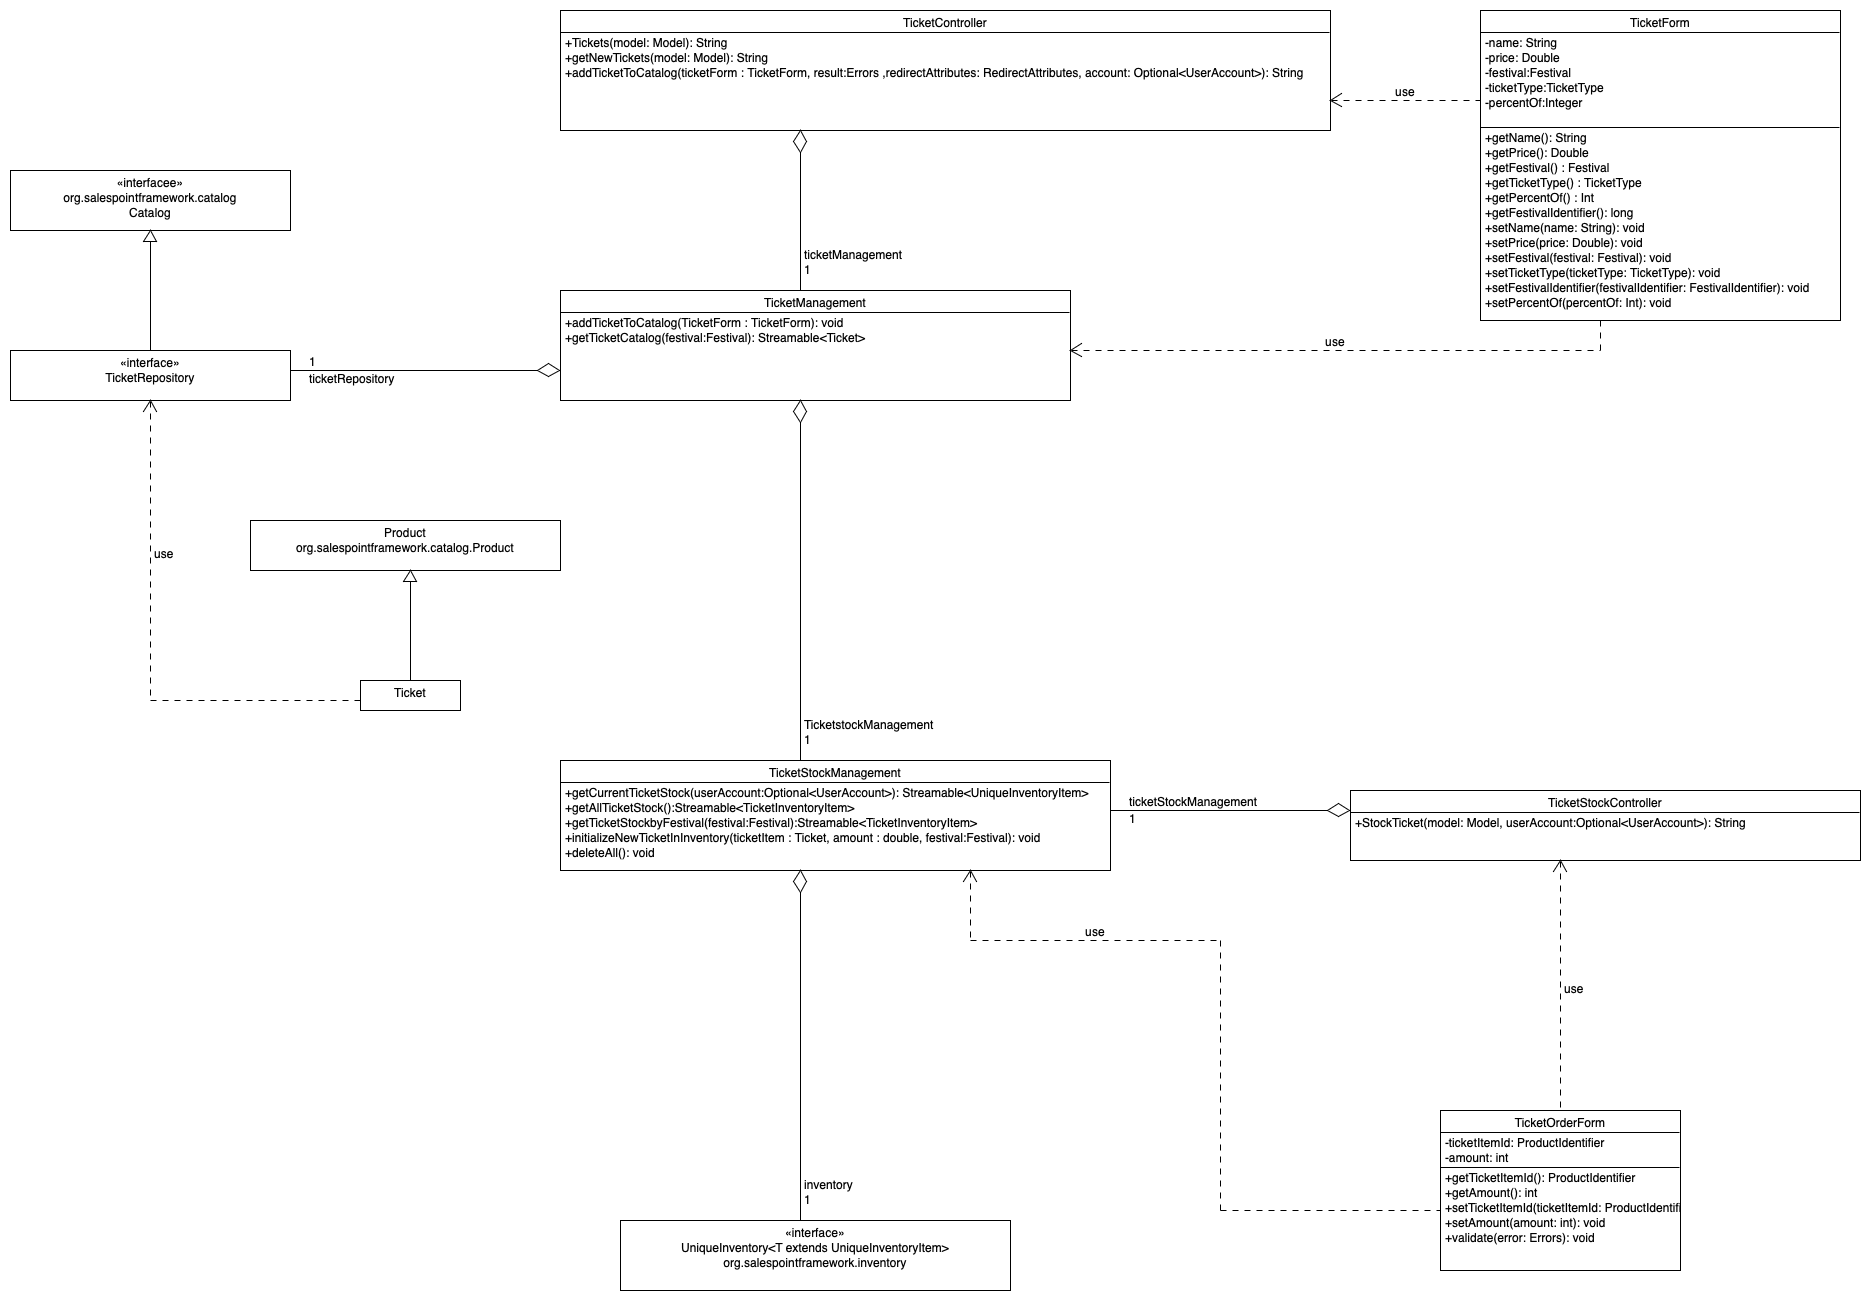 TicketController
+Tickets(model: Model): String
+getNewTickets(model: Model): String
+addTicketToCatalog(ticketForm : TicketForm, result:Errors ,redirectAttributes: RedirectAttributes, account: Optional<UserAccount>): String
TicketForm
-name: String
-price: Double
-festival:Festival
-ticketType:TicketType
-percentOf:Integer
+getName(): String
+getPrice(): Double
+getFestival() : Festival
+getTicketType() : TicketType
+getPercentOf() : Int
+getFestivalIdentifier(): long
+setName(name: String): void
+setPrice(price: Double): void
+setFestival(festival: Festival): void
+setTicketType(ticketType: TicketType): void
+setFestivalIdentifier(festivalIdentifier: FestivalIdentifier): void
+setPercentOf(percentOf: Int): void
use
«interfacee»
org.salespointframework.catalog
Catalog
ticketManagement
1
TicketManagement
+addTicketToCatalog(TicketForm : TicketForm): void
+getTicketCatalog(festival:Festival): Streamable<Ticket>
use
«interface»
TicketRepository
1
ticketRepository
use
Product
org.salespointframework.catalog.Product
Ticket
TicketstockManagement
1
TicketStockManagement
+getCurrentTicketStock(userAccount:Optional<UserAccount>): Streamable<UniqueInventoryItem>
+getAllTicketStock():Streamable<TicketInventoryItem>
+getTicketStockbyFestival(festival:Festival):Streamable<TicketInventoryItem>
+initializeNewTicketInInventory(ticketItem : Ticket, amount : double, festival:Festival): void
+deleteAll(): void
ticketStockManagement
1
TicketStockController
+StockTicket(model: Model, userAccount:Optional<UserAccount>): String
use
use
TicketOrderForm
-ticketItemId: ProductIdentifier
-amount: int
+getTicketItemId(): ProductIdentifier
+getAmount(): int
+setTicketItemId(ticketItemId: ProductIdentifi
+setAmount(amount: int): void
+validate(error: Errors): void
inventory
1
«interface»
UniqueInventory<T extends UniqueInventoryItem>
org.salespointframework.inventory